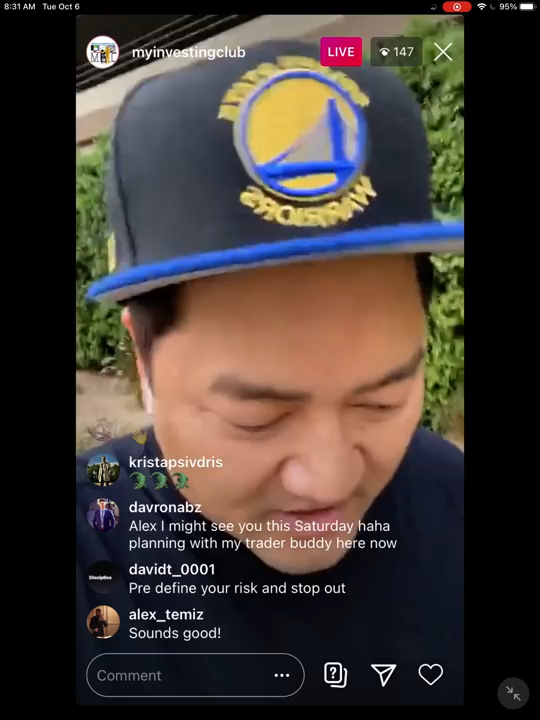 8:31 AM Tue Oct 6
95%
myinvestingclub
LIVE
147
WARRIORS
kristapsivdris
davronabz
Alex I might see you this Saturday haha
planning with my trader buddy here now
Discipline
davidt_0001
Pre define your risk and stop out
alex_temiz
Sounds good!
Comment